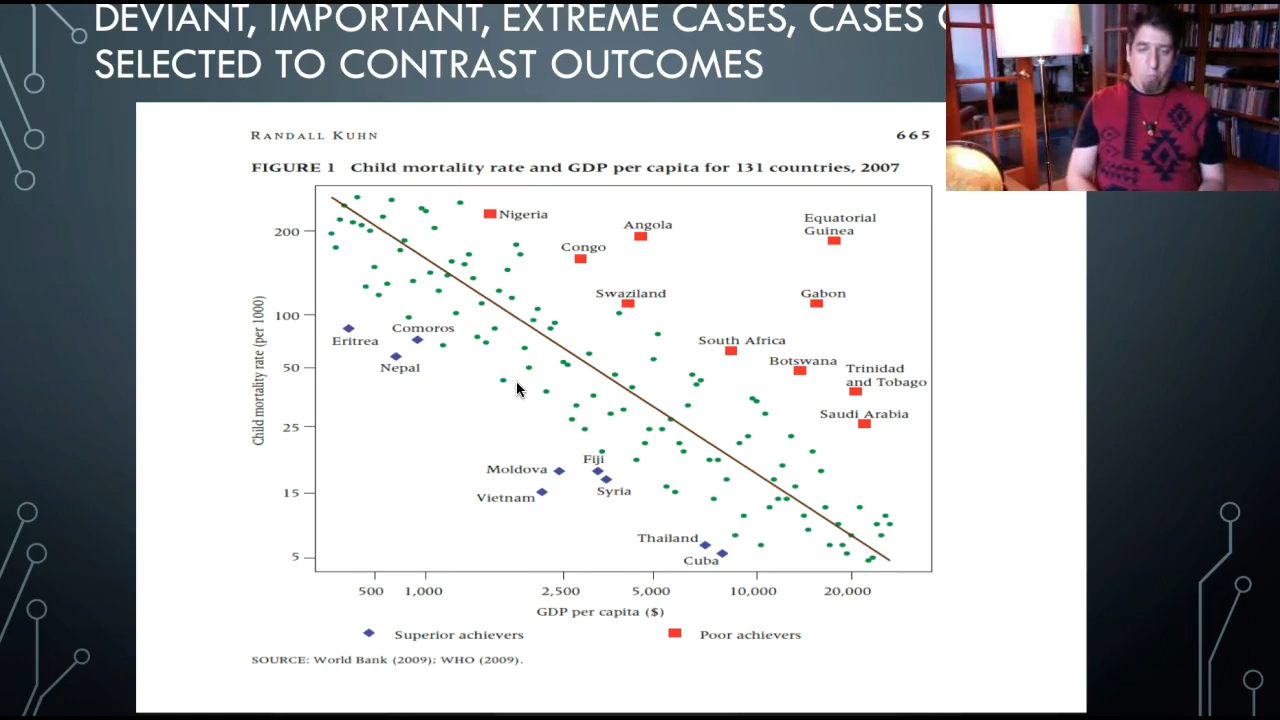 DEVIANT, IMPORTANT, EXTREME CASES, CASES
SELECTED TO CONTRAST OUTCOMES
RANDALL KUHN 665
FIGURE 1 Child mortality rate and GDP per capita for 131 countries, 2007
Child mortality rate (per 1000)
200
100
50
25
15
5
Nigeria
Angola
Equatorial
Guinea
Congo
Swaziland
Gabon
Comoros
Eritrea
Nepal
South Africa
Botswana
Trinidad
and Tobago
Saudi Arabia
Moldova
Fiji
Vietnam
Syria
Thailand
Cuba
500 1,000 2,500 5,000 10,000 20,000
GDP per capita ($)
Superior achievers Poor achievers
SOURCE: World Bank (2009); WHO (2009).